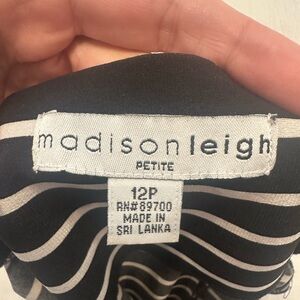 madisonleigh
PETITE
12P
RN#89700
MADE IN
SRI LANKA